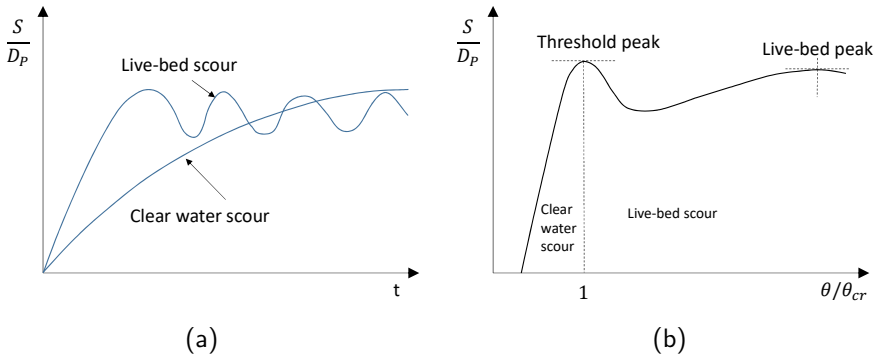 S
D_P
Live-bed scour
Clear water scour
t
(a)
S
D_P
Threshold peak
Live-bed peak
Clear
water
scour
Live-bed scour
1
θ/θ_cr
(b)